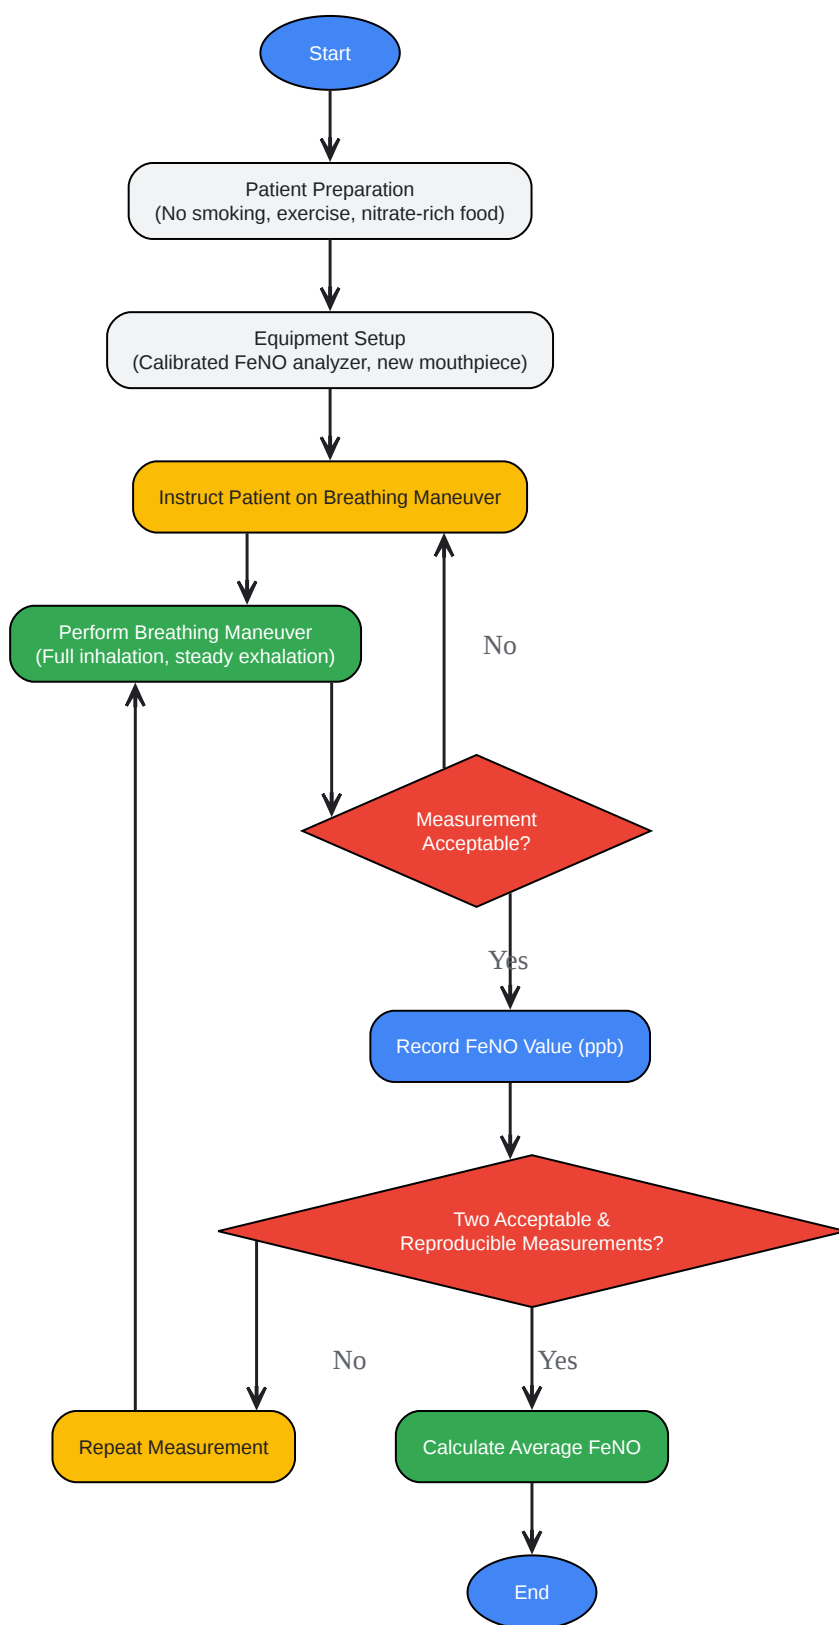 Start
Patient Preparation
(No smoking, exercise, nitrate-rich food)
Equipment Setup
(Calibrated FeNO analyzer, new mouthpiece)
Instruct Patient on Breathing Maneuver
Perform Breathing Maneuver
(Full inhalation, steady exhalation)
No
Measurement
Acceptable?
Yes
Record FeNO Value (ppb)
Two Acceptable &
Reproducible Measurements?
No
Yes
Repeat Measurement
Calculate Average FeNO
End